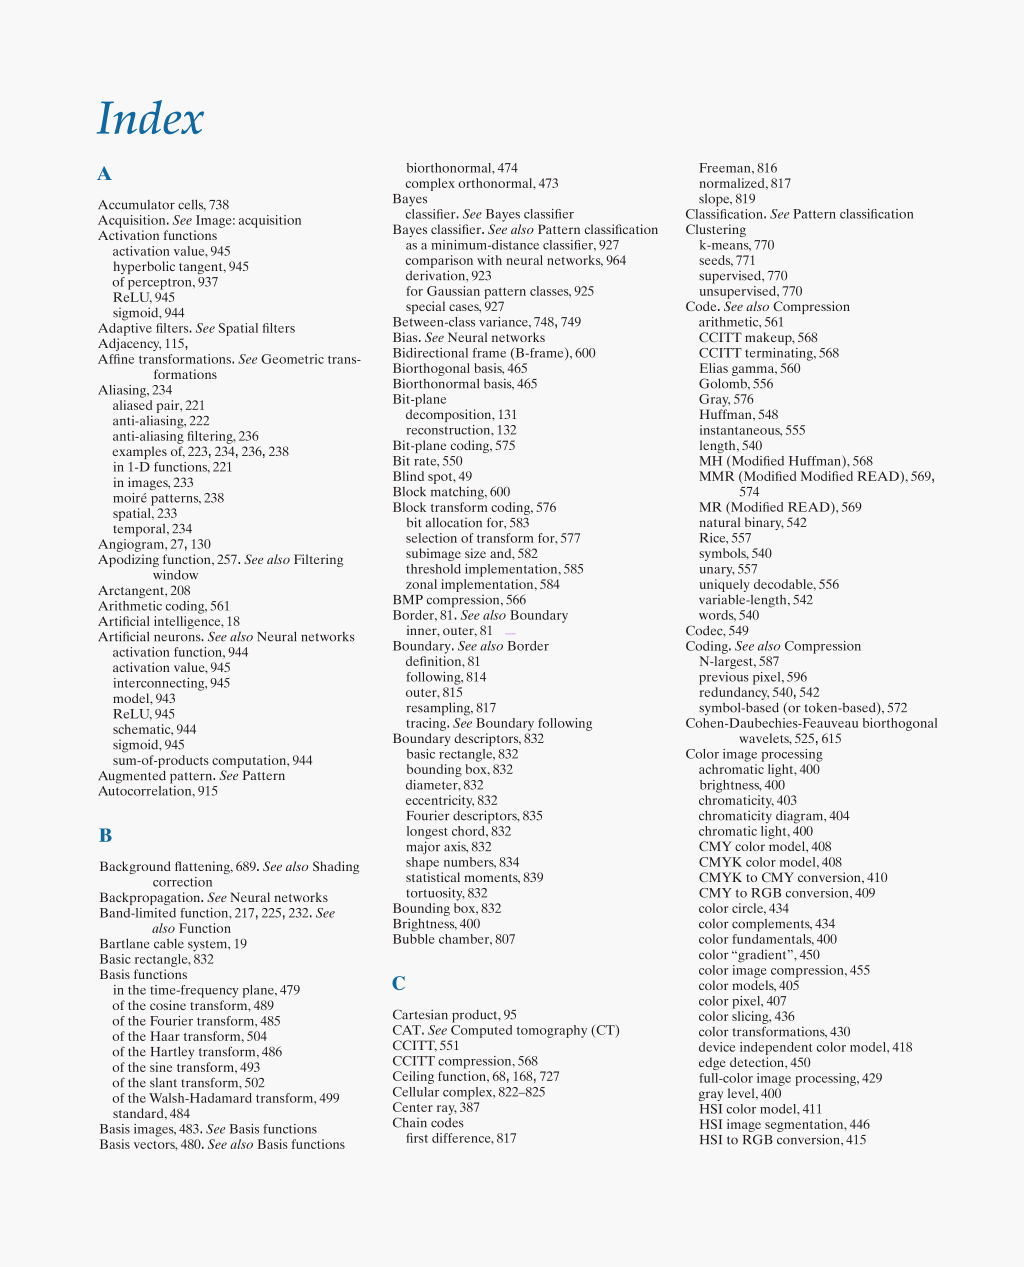 Index
A
Accumulator cells, 738
Acquisition. See Image: acquisition
Activation functions
activation value, 945
hyperbolic tangent, 945
of perceptron, 937
ReLU, 945
sigmoid, 944
Adaptive filters. See Spatial filters
Adjacency, 115,
Affine transformations. See Geometric trans-
formations
Aliasing, 234
aliased pair, 221
anti-aliasing, 222
anti-aliasing filtering, 236
examples of, 223, 234, 236, 238
in 1-D functions, 221
in images, 233
moiré patterns, 238
spatial, 233
temporal, 234
Angiogram, 27, 130
Apodizing function, 257. See also Filtering
window
Arctangent, 208
Arithmetic coding, 561
Artificial intelligence, 18
Artificial neurons. See also Neural networks
activation function, 944
activation value, 945
interconnecting, 945
model, 943
ReLU, 945
schematic, 944
sigmoid, 945
sum-of-products computation, 944
Augmented pattern. See Pattern
Autocorrelation, 915
B
Background flattening, 689. See also Shading
correction
Backpropagation. See Neural networks
Band-limited function, 217, 225, 232. See
also Function
Bartlane cable system, 19
Basic rectangle, 832
Basis functions
in the time-frequency plane, 479
of the cosine transform, 489
of the Fourier transform, 485
of the Haar transform, 504
of the Hartley transform, 486
of the sine transform, 493
of the slant transform, 502
of the Walsh-Hadamard transform, 499
standard, 484
Basis images, 483. See Basis functions
Basis vectors, 480. See also Basis functions
biorthonormal, 474
complex orthonormal, 473
Bayes
classifier. See Bayes classifier
Bayes classifier. See also Pattern classification
as a minimum-distance classifier, 927
comparison with neural networks, 964
derivation, 923
for Gaussian pattern classes, 925
special cases, 927
Between-class variance, 748, 749
Bias. See Neural networks
Bidirectional frame (B-frame), 600
Biorthogonal basis, 465
Biorthonormal basis, 465
Bit-plane
decomposition, 131
reconstruction, 132
Bit-plane coding, 575
Bit rate, 550
Blind spot, 49
Block matching, 600
Block transform coding, 576
bit allocation for, 583
selection of transform for, 577
subimage size and, 582
threshold implementation, 585
zonal implementation, 584
BMP compression, 566
Border, 81. See also Boundary
inner, outer, 81
Boundary. See also Border
definition, 81
following, 814
outer, 815
resampling, 817
tracing. See Boundary following
Boundary descriptors, 832
basic rectangle, 832
bounding box, 832
diameter, 832
eccentricity, 832
Fourier descriptors, 835
longest chord, 832
major axis, 832
shape numbers, 834
statistical moments, 839
tortuosity, 832
Bounding box, 832
Brightness, 400
Bubble chamber, 807
C
Cartesian product, 95
CAT. See Computed tomography (CT)
CCITT, 551
CCITT compression, 568
Ceiling function, 68, 168, 727
Cellular complex, 822–825
Center ray, 387
Chain codes
first difference, 817
Freeman, 816
normalized, 817
slope, 819
Classification. See Pattern classification
Clustering
k-means, 770
seeds, 771
supervised, 770
unsupervised, 770
Code. See also Compression
arithmetic, 561
CCITT makeup, 568
CCITT terminating, 568
Elias gamma, 560
Golomb, 556
Gray, 576
Huffman, 548
instantaneous, 555
length, 540
MH (Modified Huffman), 568
MMR (Modified Modified READ), 569,
574
MR (Modified READ), 569
natural binary, 542
Rice, 557
symbols, 540
unary, 557
uniquely decodable, 556
variable-length, 542
words, 540
Codec, 549
Coding. See also Compression
N-largest, 587
previous pixel, 596
redundancy, 540, 542
symbol-based (or token-based), 572
Cohen-Daubechies-Feauveau biorthogonal
wavelets, 525, 615
Color image processing
achromatic light, 400
brightness, 400
chromaticity, 403
chromaticity diagram, 404
chromatic light, 400
CMY color model, 408
CMYK color model, 408
CMYK to CMY conversion, 410
CMY to RGB conversion, 409
color circle, 434
color complements, 434
color fundamentals, 400
color “gradient”, 450
color image compression, 455
color models, 405
color pixel, 407
color slicing, 436
color transformations, 430
device independent color model, 418
edge detection, 450
full-color image processing, 429
gray level, 400
HSI color model, 411
HSI image segmentation, 446
HSI to RGB conversion, 415